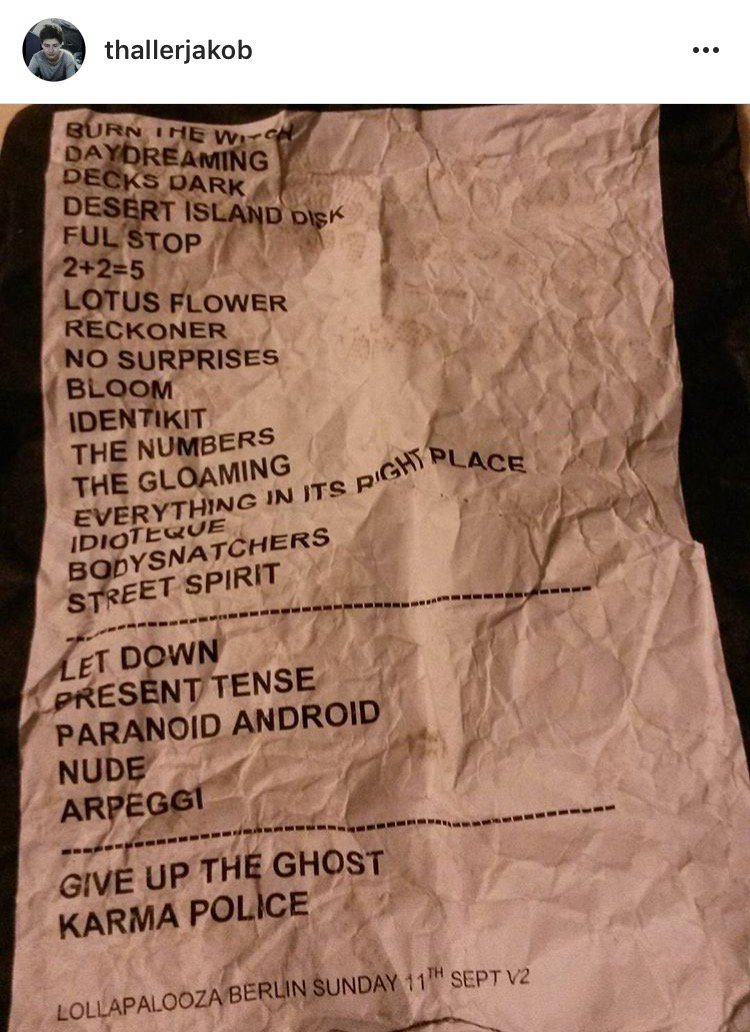 thallerjakob
BURN THE WITCH
DAYDREAMING
DECKS DARK
DESERT ISLAND DISK
FUL STOP
2+2=5
LOTUS FLOWER
RECKONER
NO SURPRISES
BLOOM
IDENTIKIT
THE NUMBERS
THE GLOAMING
EVERYTHING IN ITS RIGHT PLACE
IDIOTEQUE
BODYSNATCHERS
STREET SPIRIT
LET DOWN
PRESENT TENSE
PARANOID ANDROID
NUDE
ARPEGGI
GIVE UP THE GHOST
KARMA POLICE
LOLLAPALOOZA BERLIN SUNDAY 11TH SEPT V2